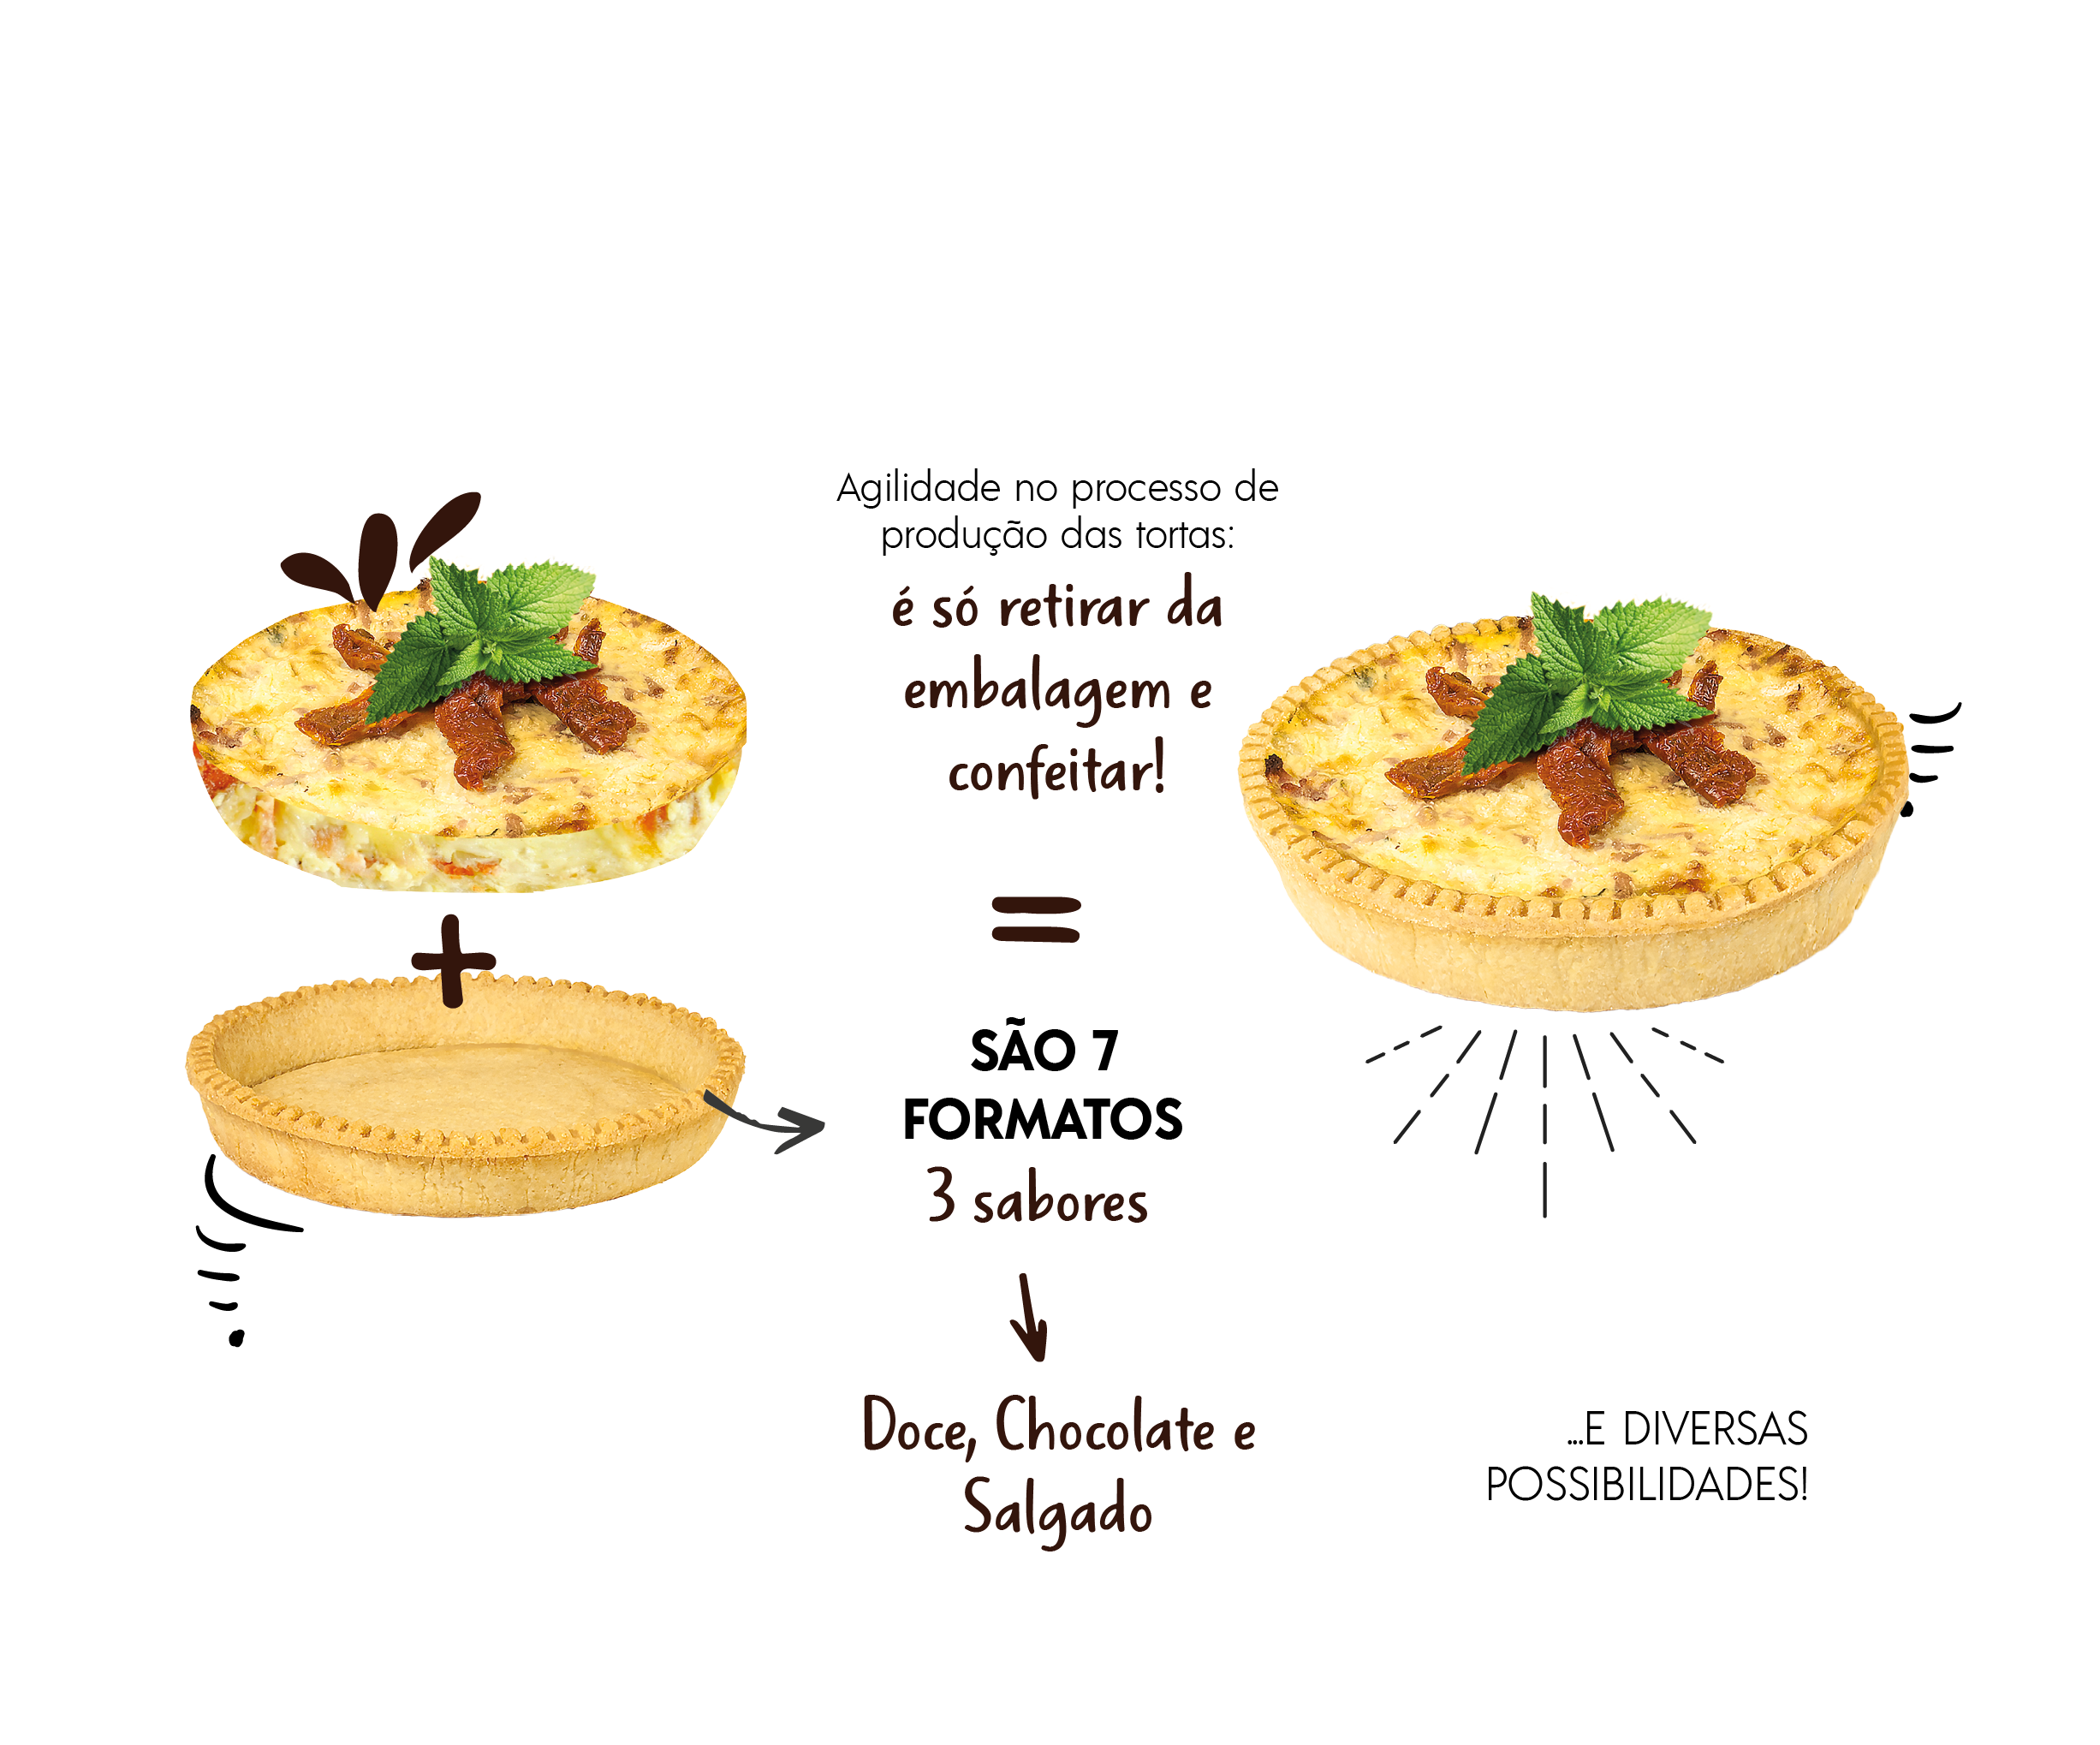 Agilidade no processo de
produção das tortas:
é só retirar da
embalagem e
confeitar!
+
=
SÃO 7
FORMATOS
3 sabores
Doce, Chocolate e
Salgado
...E DIVERSAS
POSSIBILIDADES!